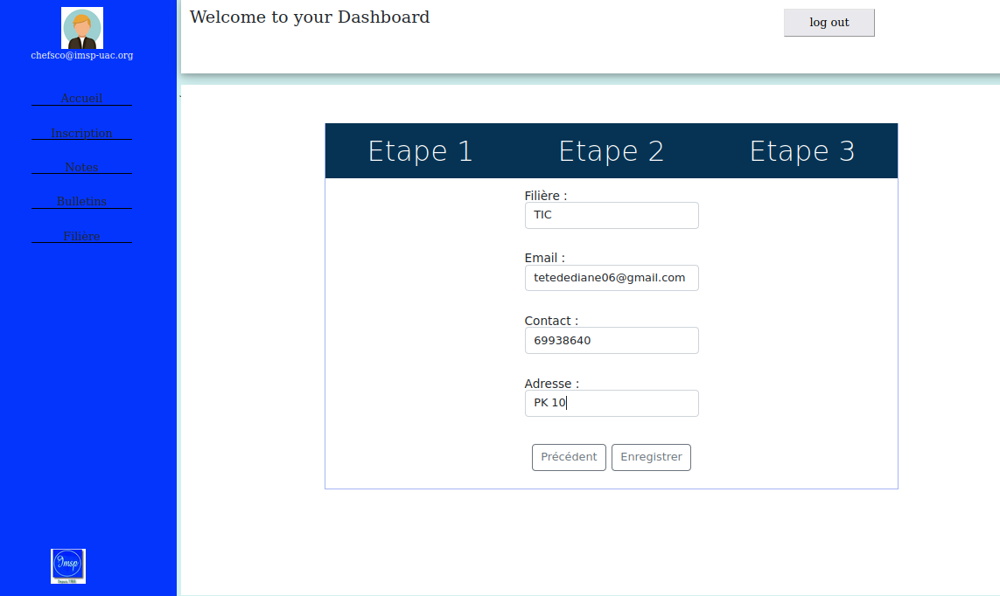 Welcome to your Dashboard
log out
chefsco@imsp-uac.org
Accueil
Inscription
Notes
Bulletins
Filière
Etape 1 Etape 2 Etape 3
Filière :
TIC
Email :
tetedediane06@gmail.com
Contact :
69938640
Adresse :
PK 10
Précédent Enregistrer
Imsp